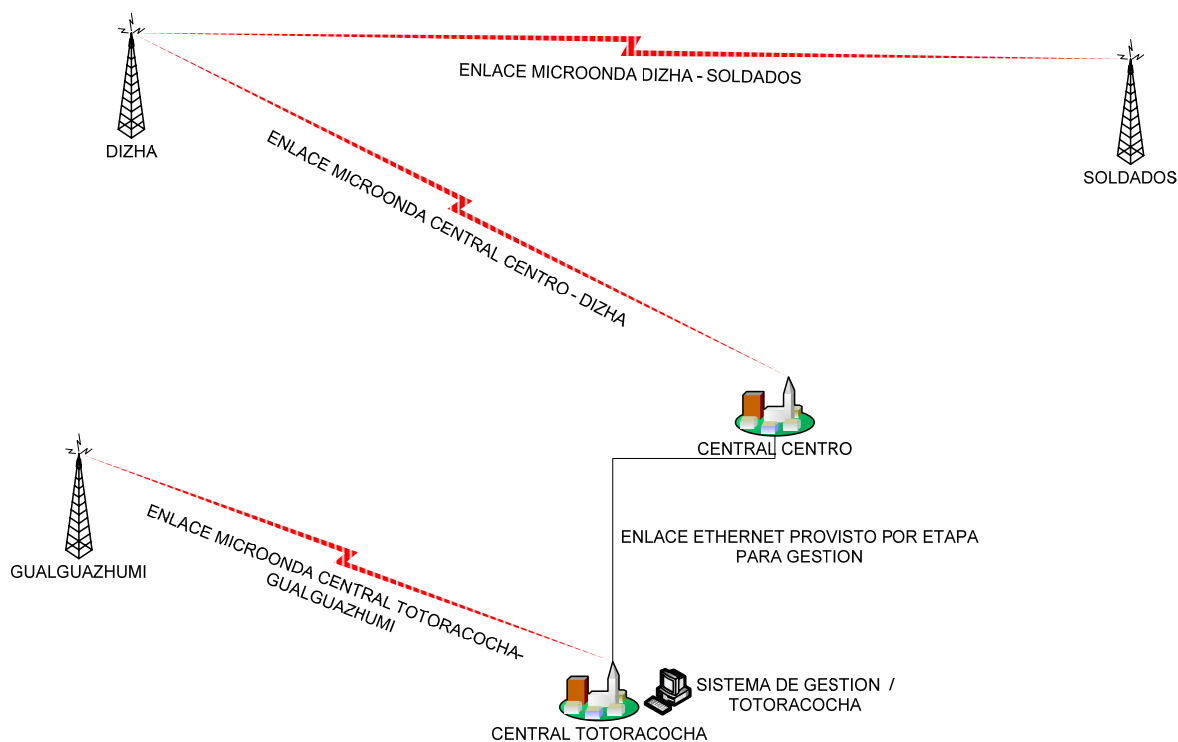 ENLACE MICROONDA DIZHA - SOLDADOS
DIZHA
SOLDADOS
ENLACE MICROONDA CENTRAL CENTRO - DIZHA
CENTRAL CENTRO
ENLACE ETHERNET PROVISTO POR ETAPA
PARA GESTION
GUALGUAZHUMI
ENLACE MICROONDA CENTRAL TOTORACOCHA-
GUALGUAZHUMI
SISTEMA DE GESTION /
TOTORACOCHA
CENTRAL TOTORACOCHA